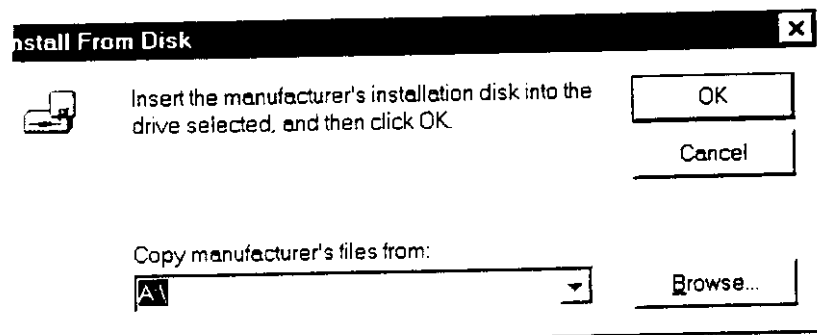 nstall From Disk
Insert the manufacturer's installation disk into the
drive selected, and then click OK.
OK
Cancel
Copy manufacturer's files from:
A:\
Browse...